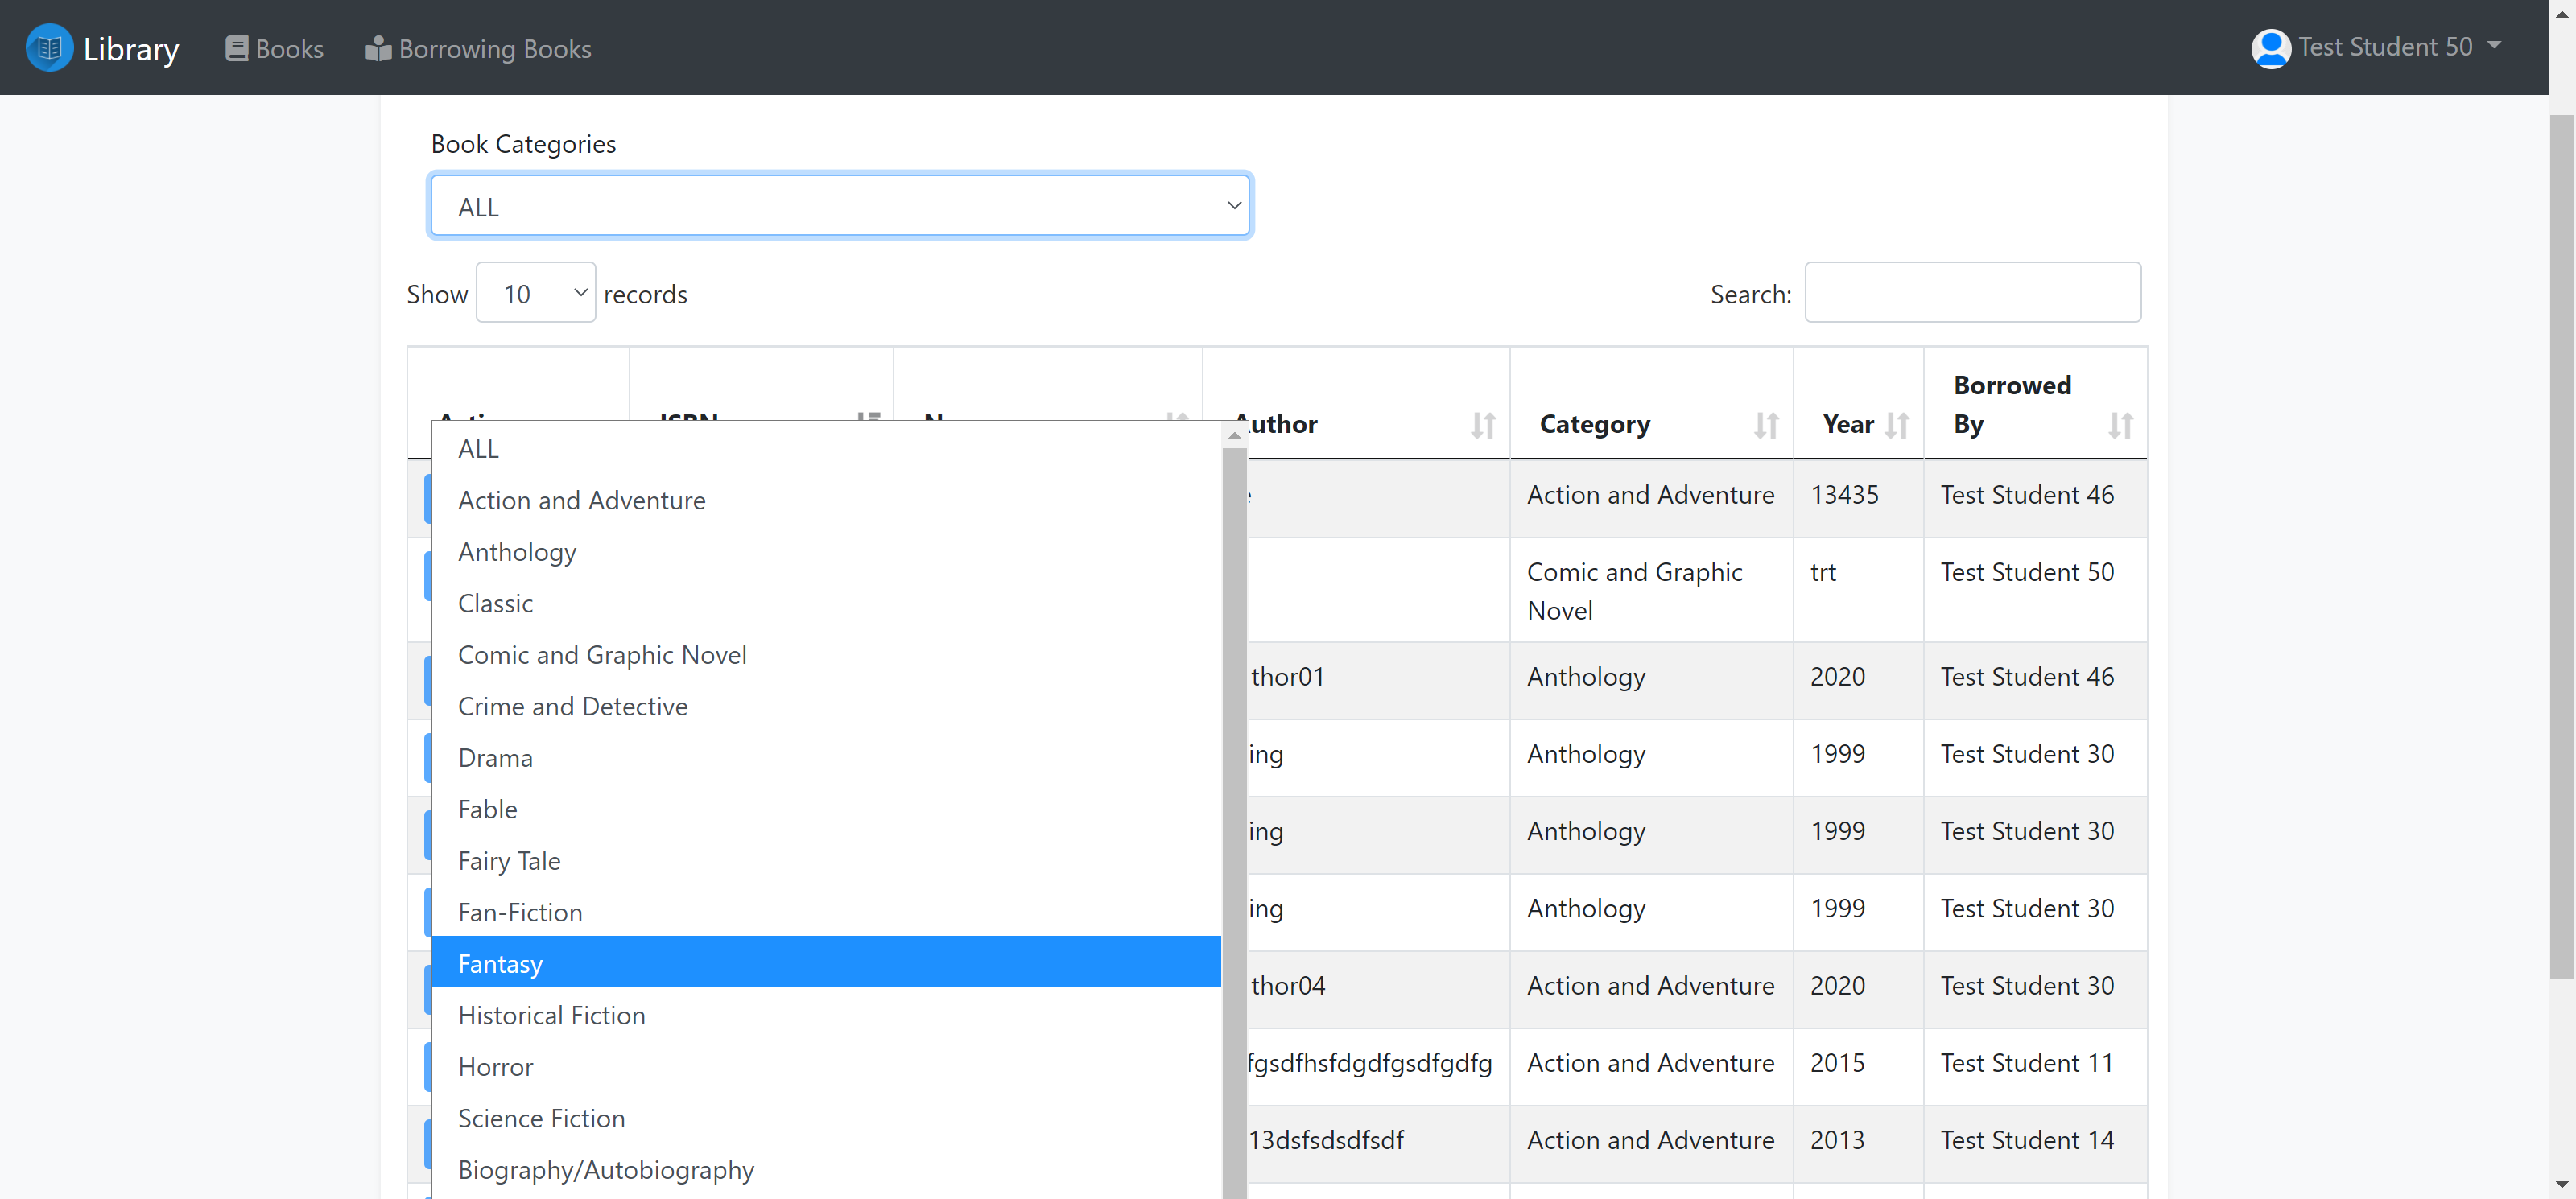 Library
Books
Borrowing Books
Test Student 50
Book Categories
ALL
Show 10 records
Search:
Author
Category
Year
Borrowed
By
ALL
Action and Adventure
Anthology
Classic
Comic and Graphic Novel
Crime and Detective
Drama
Fable
Fairy Tale
Fan-Fiction
Fantasy
Historical Fiction
Horror
Science Fiction
Biography/Autobiography
Action and Adventure 13435 Test Student 46
Comic and Graphic trt Test Student 50
Novel
thor01 Anthology 2020 Test Student 46
ing Anthology 1999 Test Student 30
ing Anthology 1999 Test Student 30
ing Anthology 1999 Test Student 30
thor04 Action and Adventure 2020 Test Student 30
fgsdfhsfdgdfgsdfgdfg Action and Adventure 2015 Test Student 11
13dsfsdsdfsdf Action and Adventure 2013 Test Student 14